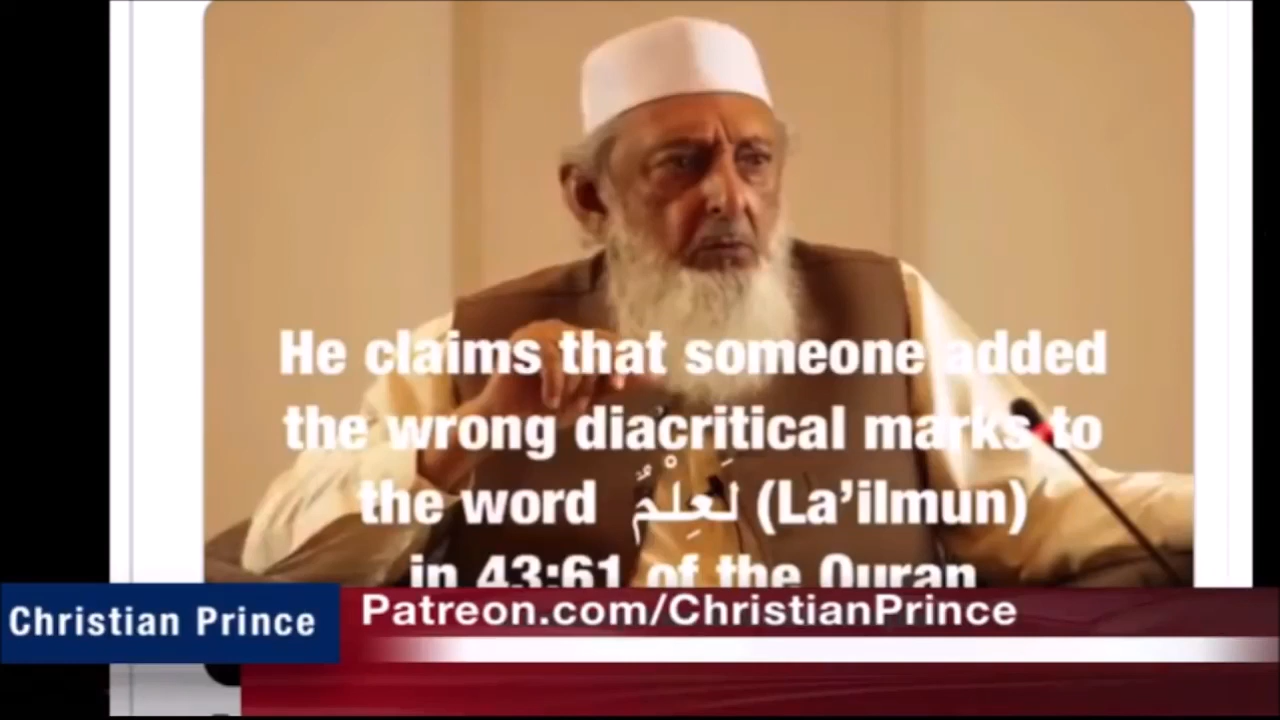 He claims that someone added
the wrong diacritical marks to
the word لَعِلْمٌ (La’ilmun)
in 43:61 of the Quran
Christian Prince
Patreon.com/ChristianPrince